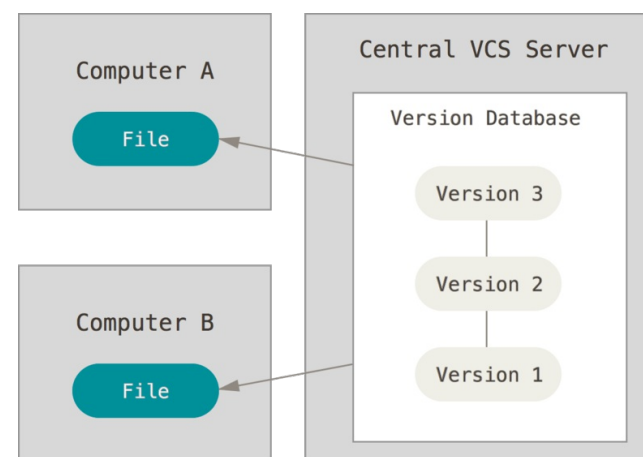 Computer A
File
Computer B
File
Central VCS Server
Version Database
Version 3
Version 2
Version 1